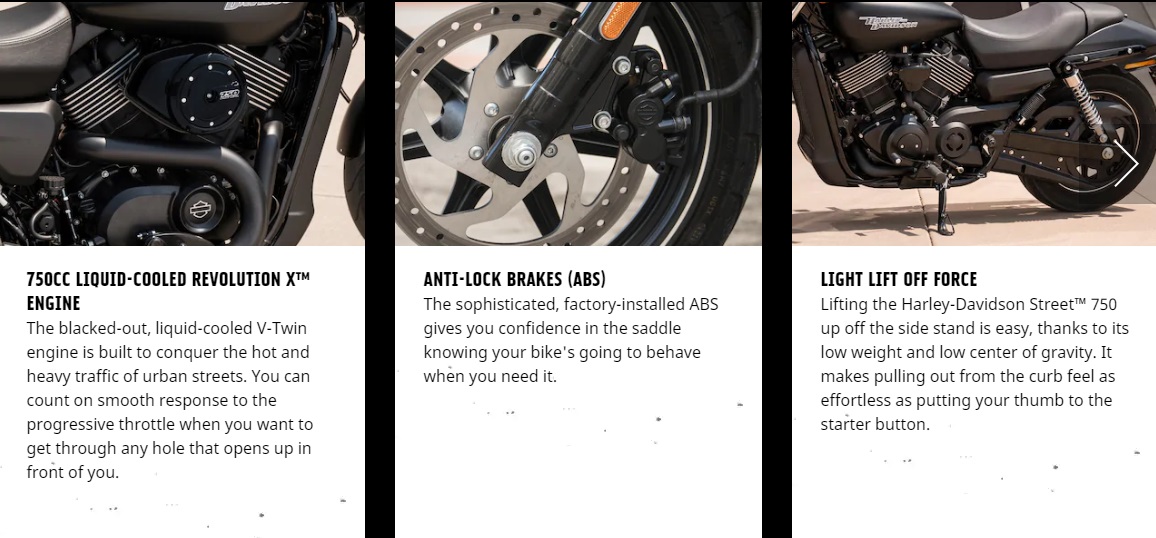 750CC LIQUID-COOLED REVOLUTION X™
ENGINE
The blacked-out, liquid-cooled V-Twin
engine is built to conquer the hot and
heavy traffic of urban streets. You can
count on smooth response to the
progressive throttle when you want to
get through any hole that opens up in
front of you.
ANTI-LOCK BRAKES (ABS)
The sophisticated, factory-installed ABS
gives you confidence in the saddle
knowing your bike's going to behave
when you need it.
HARLEY-DAVIDSON
LIGHT LIFT OFF FORCE
Lifting the Harley-Davidson Street™ 750
up off the side stand is easy, thanks to its
low weight and low center of gravity. It
makes pulling out from the curb feel as
effortless as putting your thumb to the
starter button.